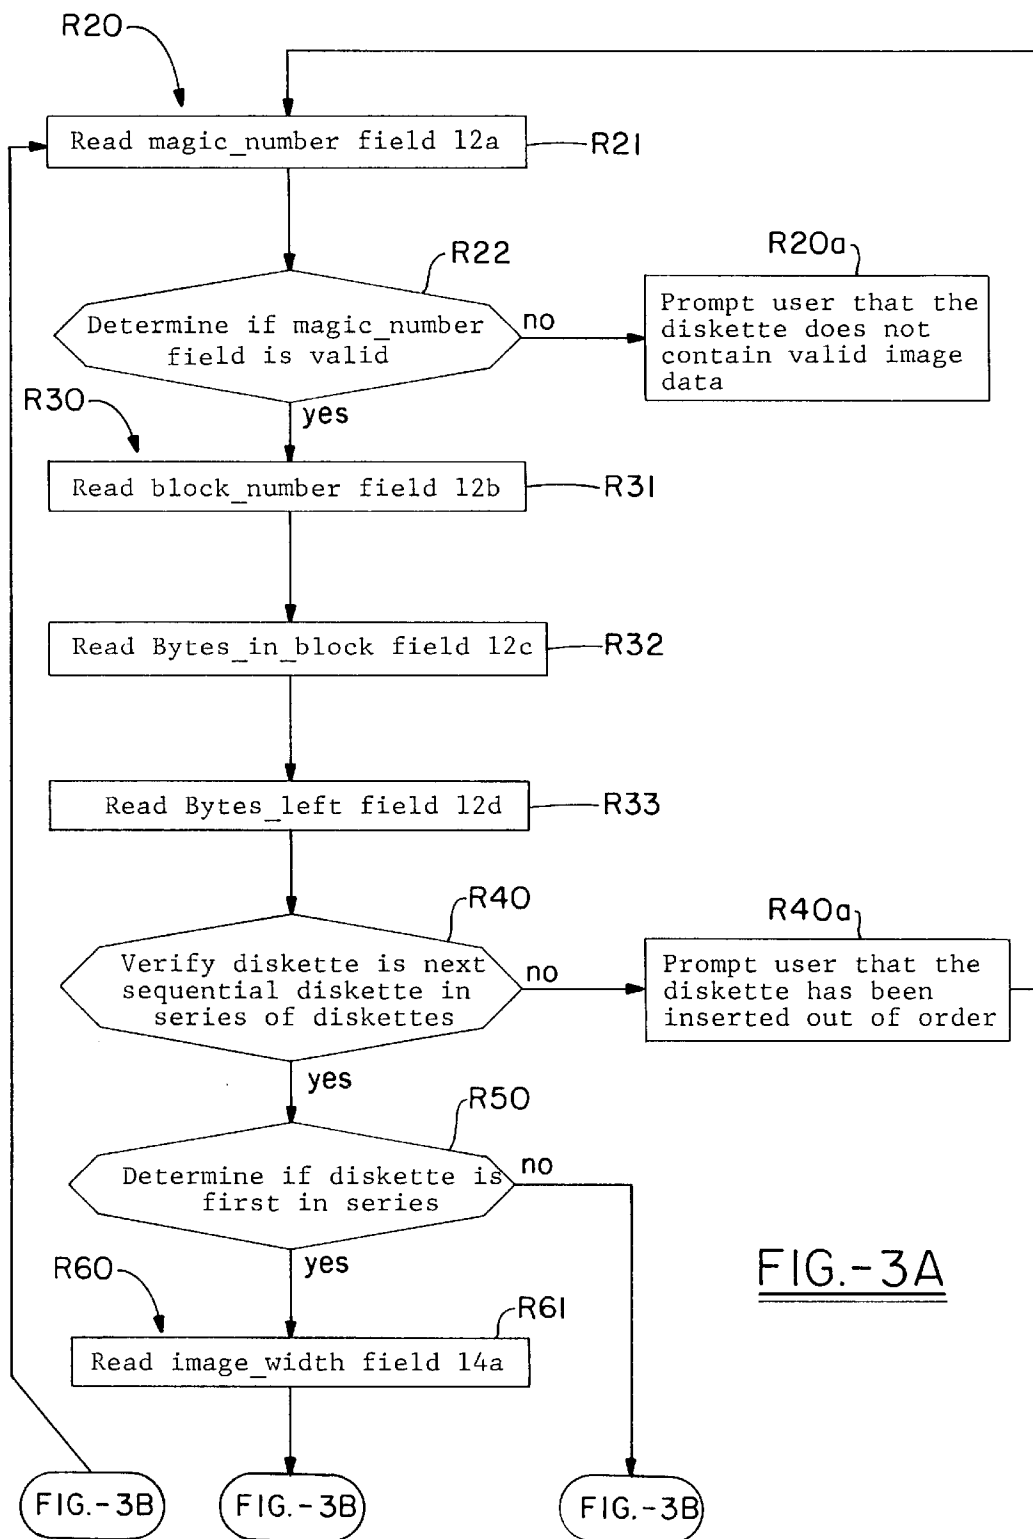 R20
Read magic_number field 12a
R21
R22
R20a
Determine if magic_number
field is valid
no
Prompt user that the
diskette does not
contain valid image
data
R30
yes
Read block_number field 12b
R31
Read Bytes_in_block field 12c
R32
Read Bytes_left field 12d
R33
R40
R40a
Verify diskette is next
sequential diskette in
series of diskettes
no
Prompt user that the
diskette has been
inserted out of order
yes
R50
Determine if diskette is
first in series
no
yes
R60
R61
FIG.-3A
Read image_width field 14a
FIG.-3B
FIG.-3B
FIG.-3B